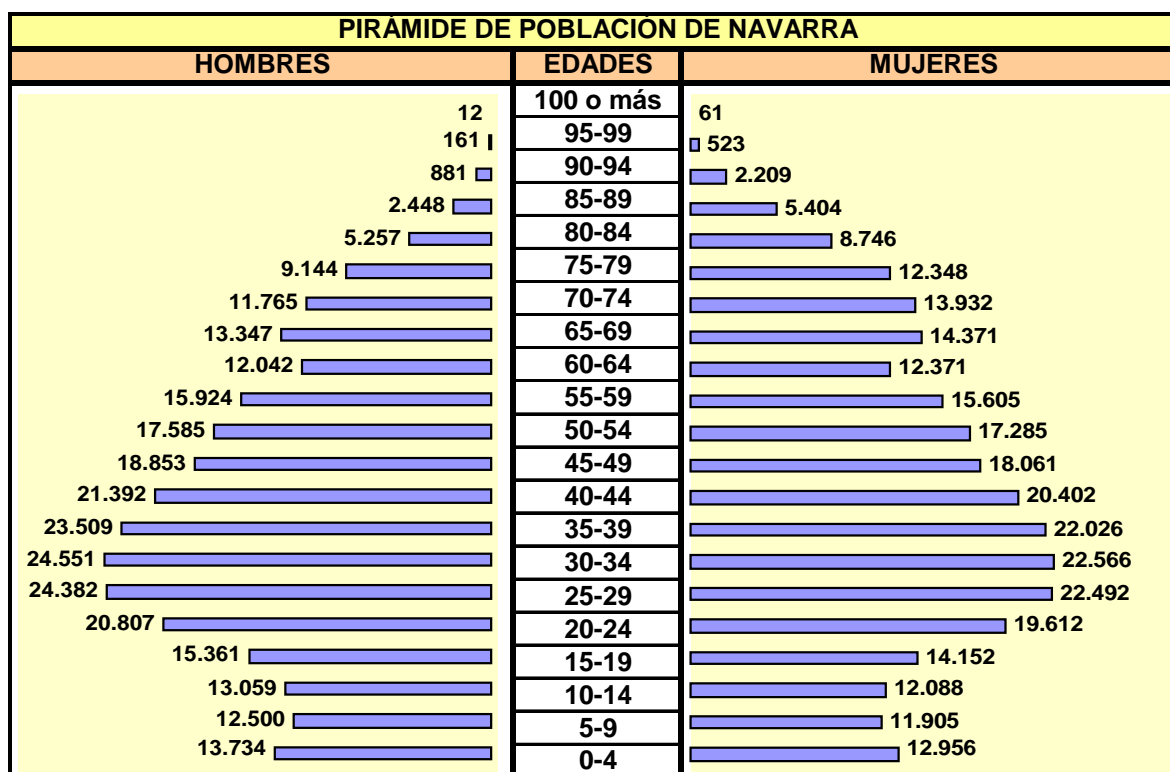 PIRÁMIDE DE POBLACIÓN DE NAVARRA
HOMBRES EDADES MUJERES
12 100 o más 61
161 95-99 523
881 90-94 2.209
2.448 85-89 5.404
5.257 80-84 8.746
9.144 75-79 12.348
11.765 70-74 13.932
13.347 65-69 14.371
12.042 60-64 12.371
15.924 55-59 15.605
17.585 50-54 17.285
18.853 45-49 18.061
21.392 40-44 20.402
23.509 35-39 22.026
24.551 30-34 22.566
24.382 25-29 22.492
20.807 20-24 19.612
15.361 15-19 14.152
13.059 10-14 12.088
12.500 5-9 11.905
13.734 0-4 12.956